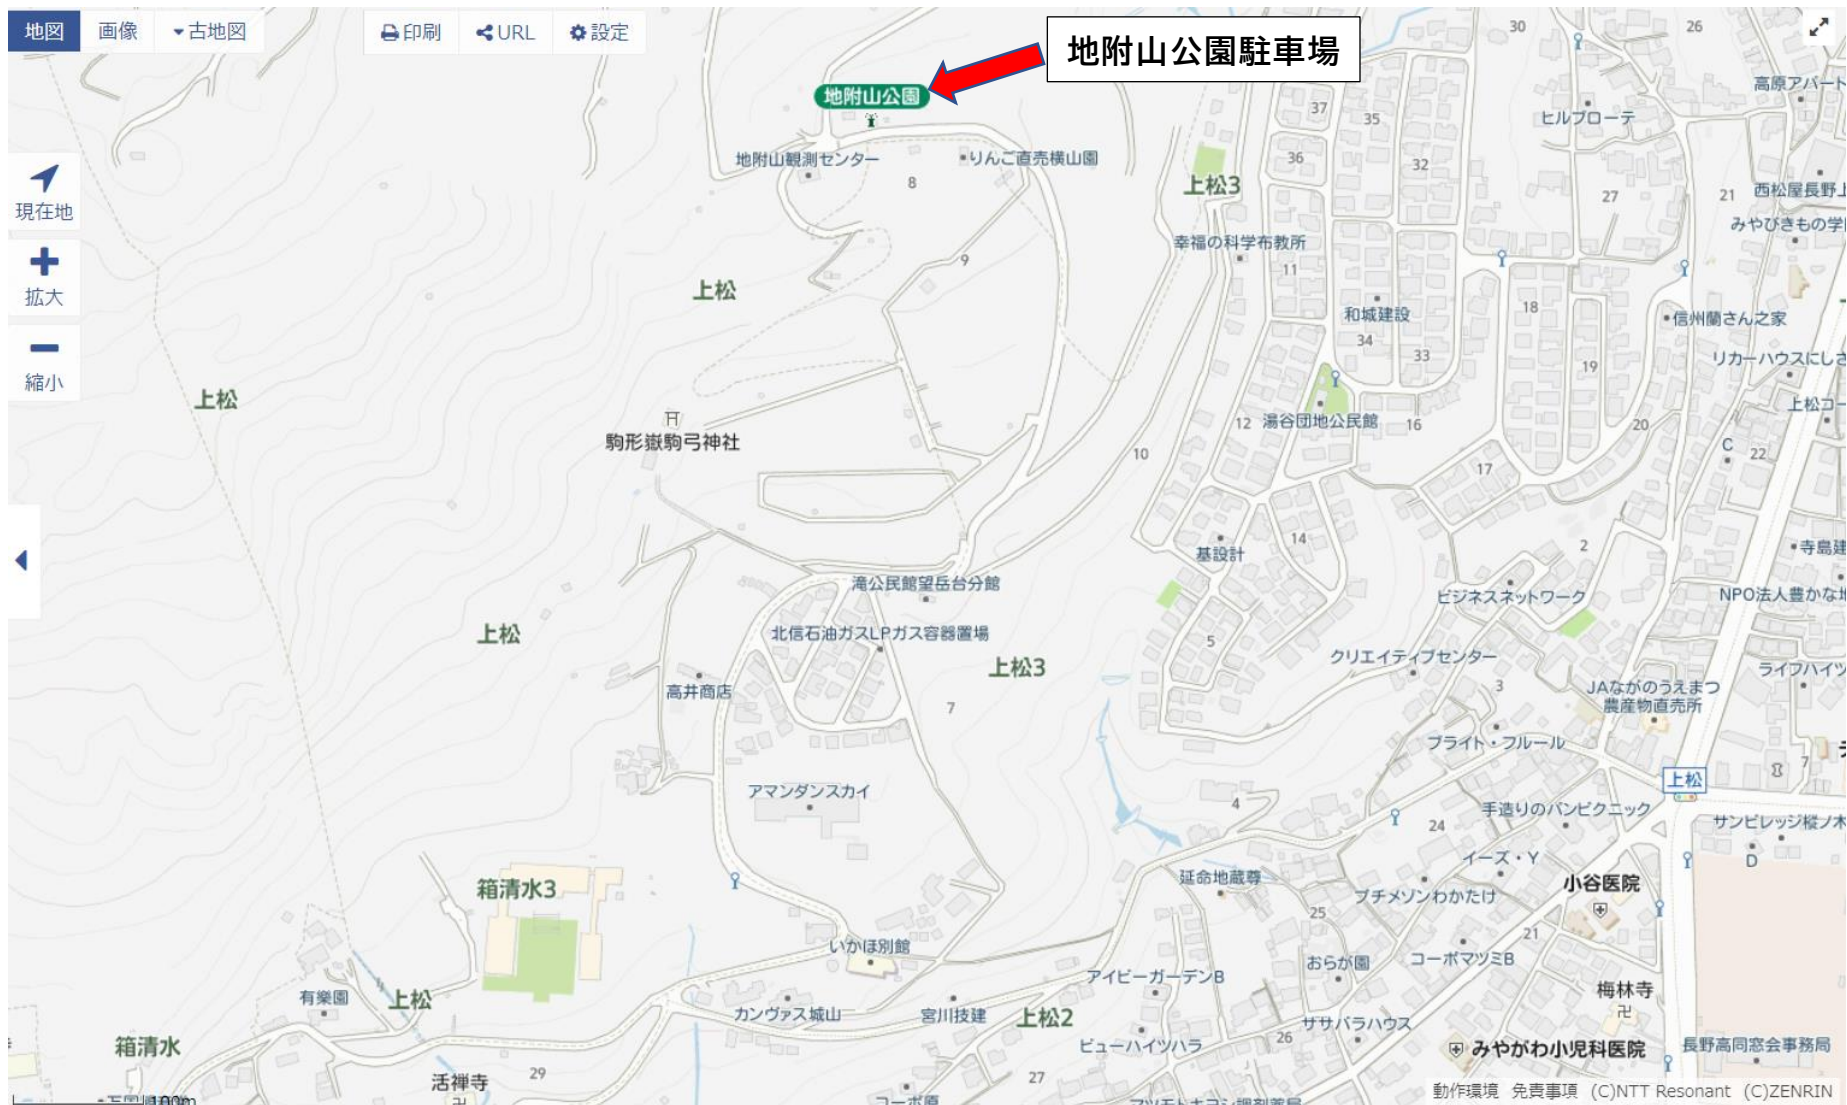 地図 画像 古地図 印刷 URL 設定
地附山公園駐車場
30
26
地附山公園
高原アパート
ヒルブローテ
37
35
地附山観測センター
りんご直売横山園
36
32
8
上松3
27
21
西松屋長野上
みやびきもの学
現在地
幸福の科学布教所
9
11
上松
拡大
和城建設
18
信州蘭さん之家
34
33
リカーハウスにしさ
19
縮小
上松
上松コー
駒形嶽駒弓神社
12
湯谷団地公民館
16
20
10
C
22
17
14
基設計
2
寺島建
滝公民館望岳台分館
ビジネスネットワーク
NPO法人豊かな地
上松
北信石油ガスLPガス容器置場
5
クリエイティブセンター
上松3
ライフハイツ
高井商店
3
JAながのうえまつ
農産物直売所
7
ブライト・フルール
7
上松
アマンダンスカイ
4
手造りのパンピクニック
24
サンビレッジ樅ノ木
イーズ・Y
D
箱清水3
延命地蔵尊
プチメゾンわかたけ
小谷医院
25
21
いかほ別館
おらが園
コーポマツミB
アイビーガーデンB
有樂園
上松
梅林寺
カンヴァス城山
宮川技建
上松2
ササバラハウス
箱清水
ビューハイツハラ
26
みやがわ小児科医院
長野高同窓会事務局
活禅寺
29
27
100m
コーポ原
動作環境 免責事項 (C)NTT Resonant (C)ZENRIN